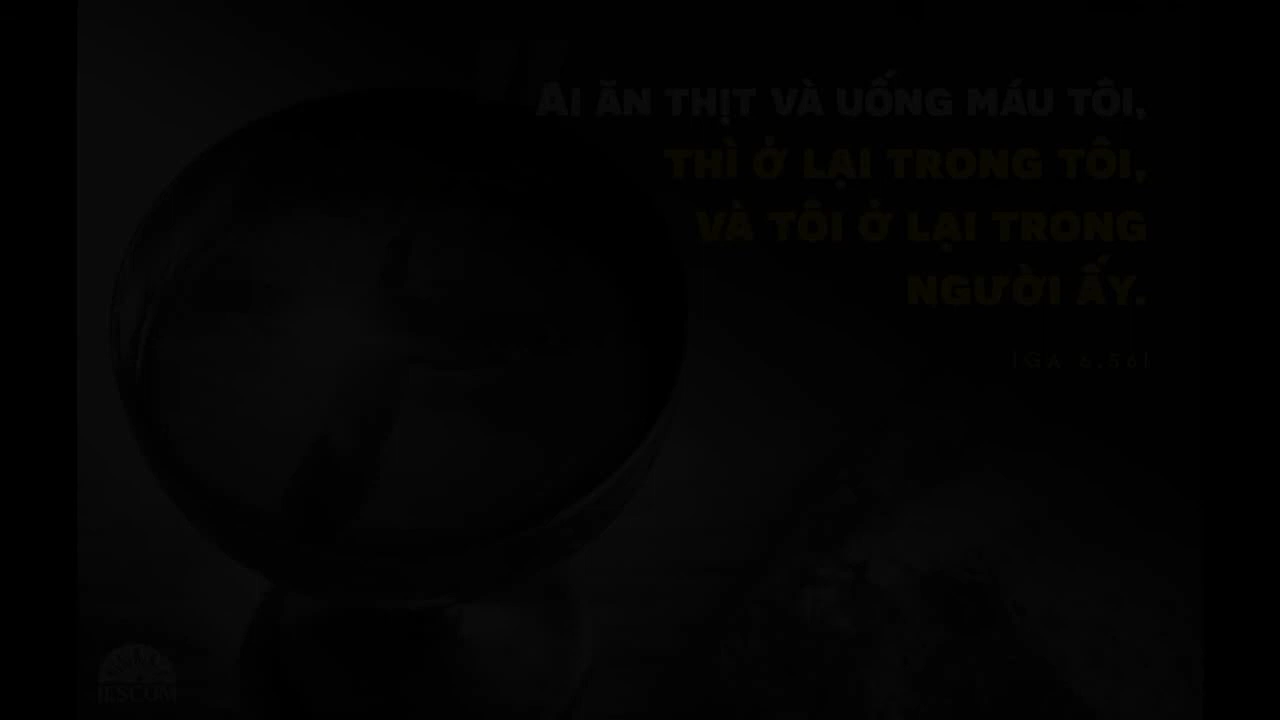 Ai ăn thịt và uống máu tôi,
thì ở lại trong tôi,
và tôi ở lại trong
người ấy.
|GA 6,56|
IESCOM